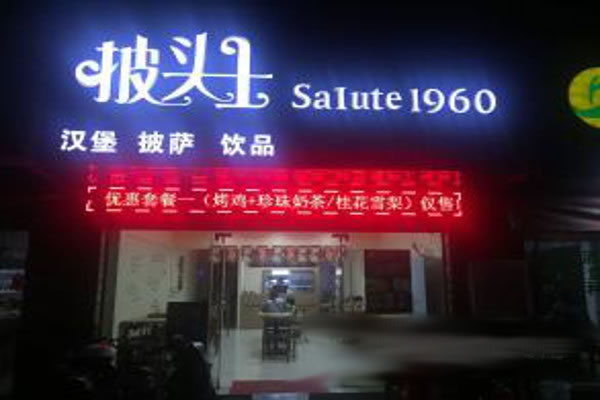 披头士 Salute 1960
汉堡 披萨 饮品
优惠套餐一（烤鸡+珍珠奶茶/桂花雪梨）仅售